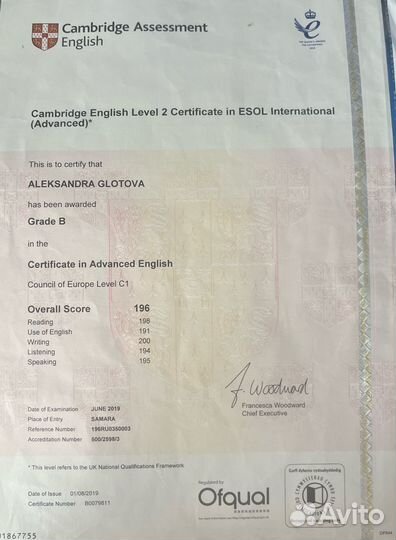 Cambridge Assessment
English
Cambridge English Level 2 Certificate in ESOL International
(Advanced)*
This is to certify that
ALEKSANDRA GLOTOVA
has been awarded
Grade B
in the
Certificate in Advanced English
Council of Europe Level C1
Overall Score 196
Reading 198
Use of English 191
Writing 200
Listening 194
Speaking 195
F. Woodward
Francesca Woodward
Chief Executive
Date of Examination JUNE 2019
Place of Entry SAMARA
Reference Number 196RU0350003
Accreditation Number 500/2598/3
* This level refers to the UK National Qualifications Framework
Regulated by
Ofqual
Date of Issue 01/08/2019
Certificate Number B0079811
01867755
Avito